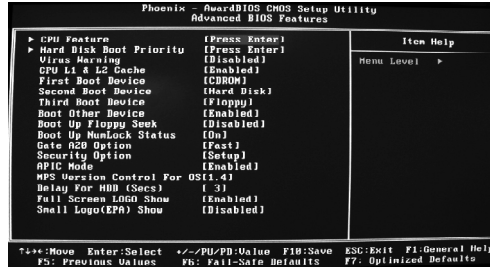 Phoenix - AwardBIOS CMOS Setup Utility
Advanced BIOS Features
▶ CPU Feature [Press Enter]
▶ Hard Disk Boot Priority [Press Enter]
Virus Warning [Disabled]
CPU L1 & L2 Cache [Enabled]
First Boot Device [CDROM]
Second Boot Device [Hard Disk]
Third Boot Device [Floppy]
Boot Other Device [Enabled]
Boot Up Floppy Seek [Disabled]
Boot Up NumLock Status [On]
Gate A20 Option [Fast]
Security Option [Setup]
APIC Mode [Enabled]
MPS Version Control For OS[1.4]
Delay For HDD (Secs) [ 3]
Full Screen LOGO Show [Enabled]
Small Logo(EPA) Show [Disabled]
Item Help
Menu Level ▶
↑↓→←:Move Enter:Select +/-/PU/PD:Value F10:Save ESC:Exit F1:General Help
F5: Previous Values F6: Fail-Safe Defaults F7: Optimized Defaults